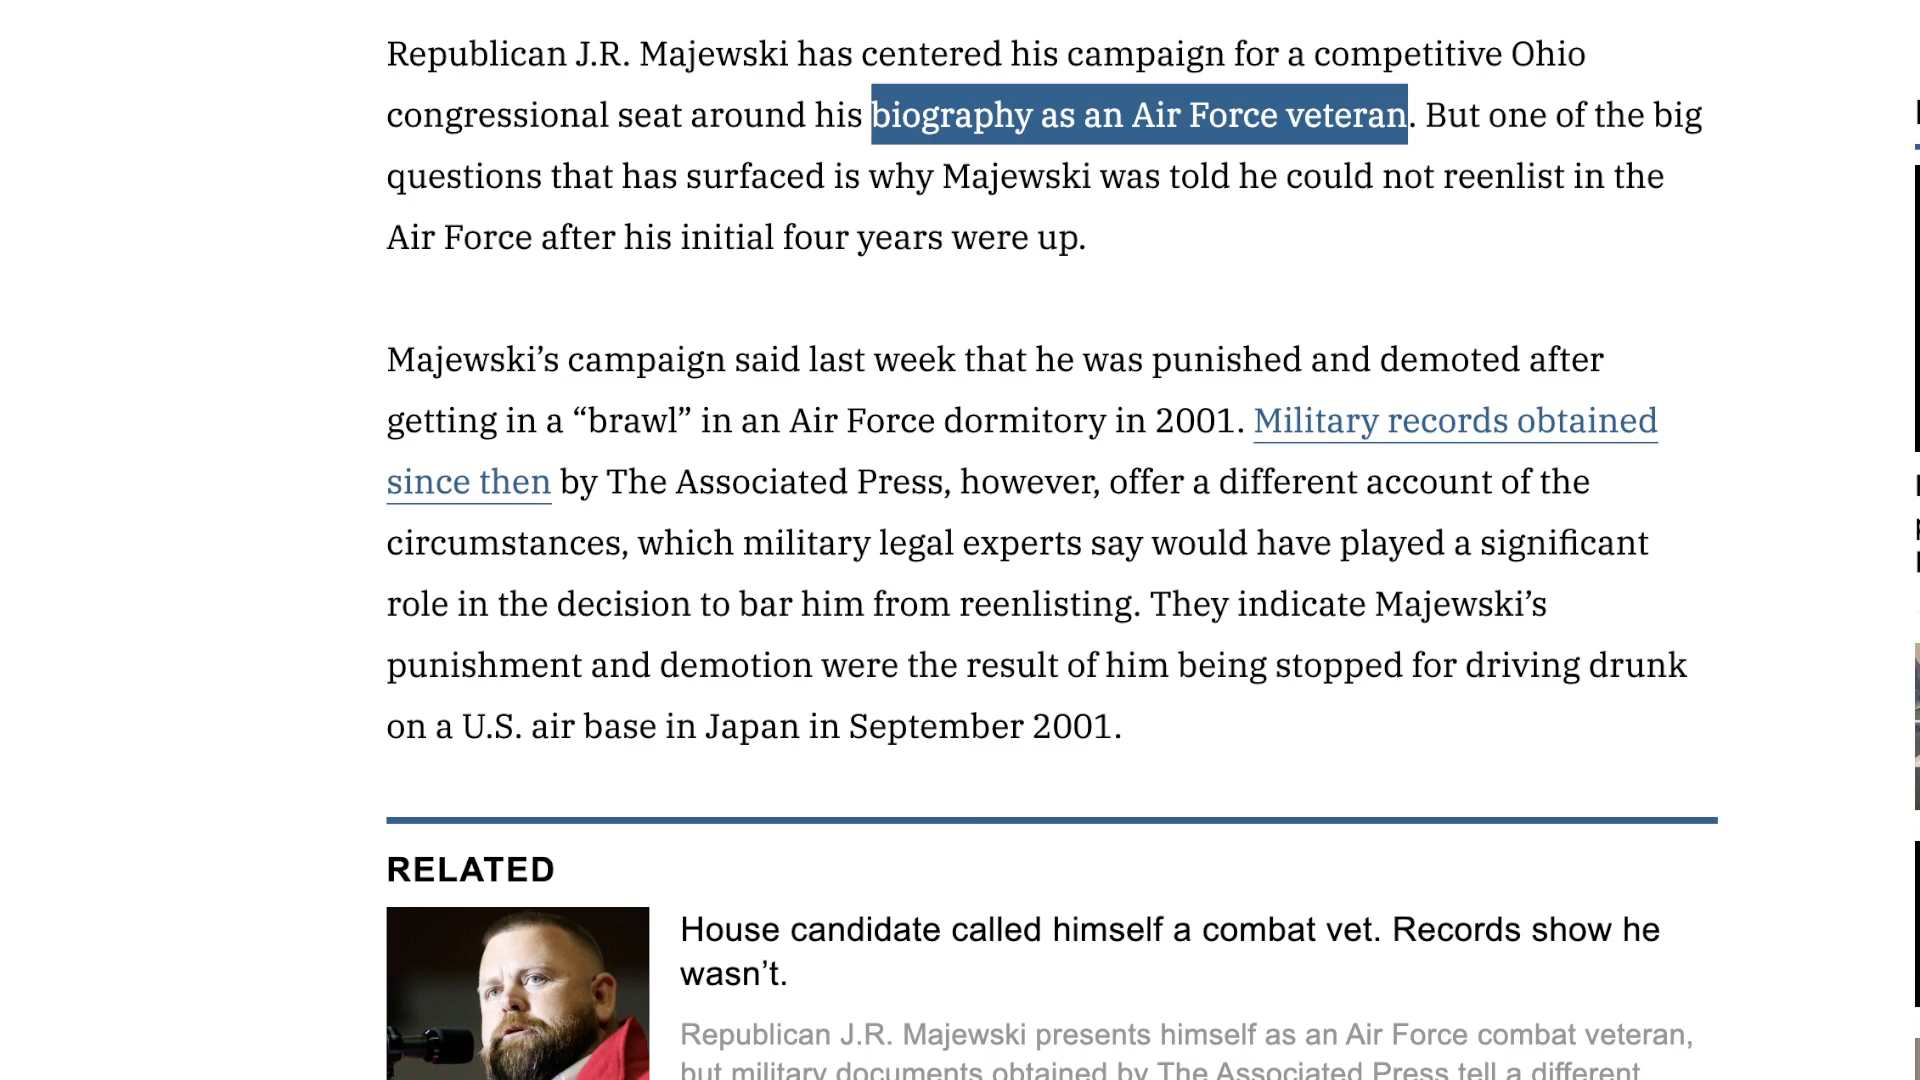 Republican J.R. Majewski has centered his campaign for a competitive Ohio
congressional seat around his biography as an Air Force veteran. But one of the big
questions that has surfaced is why Majewski was told he could not reenlist in the
Air Force after his initial four years were up.
Majewski’s campaign said last week that he was punished and demoted after
getting in a “brawl” in an Air Force dormitory in 2001. Military records obtained
since then by The Associated Press, however, offer a different account of the
circumstances, which military legal experts say would have played a significant
role in the decision to bar him from reenlisting. They indicate Majewski’s
punishment and demotion were the result of him being stopped for driving drunk
on a U.S. air base in Japan in September 2001.
RELATED
House candidate called himself a combat vet. Records show he
wasn’t.
Republican J.R. Majewski presents himself as an Air Force combat veteran,
but military documents obtained by The Associated Press tell a different